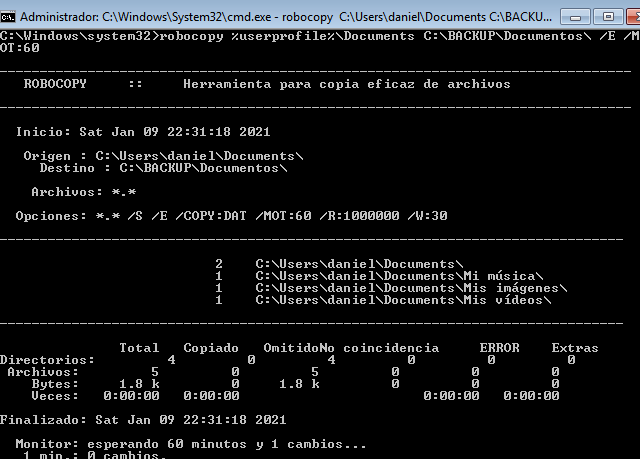 Administrador: C:\Windows\System32\cmd.exe - robocopy C:\Users\daniel\Documents C:\BACKU...
C:\Windows\system32>robocopy %userprofile%\Documents C:\BACKUP\Documentos\ /E /M
OT:60
-------------------------------------------------------------------------------
ROBOCOPY :: Herramienta para copia eficaz de archivos
-------------------------------------------------------------------------------
Inicio: Sat Jan 09 22:31:18 2021
Origen : C:\Users\daniel\Documents\
Destino : C:\BACKUP\Documentos\
Archivos: *.*
Opciones: *.* /S /E /COPY:DAT /MOT:60 /R:1000000 /W:30
------------------------------------------------------------------------------
2 C:\Users\daniel\Documents\
1 C:\Users\daniel\Documents\Mi música\
1 C:\Users\daniel\Documents\Mis imágenes\
1 C:\Users\daniel\Documents\Mis vídeos\
------------------------------------------------------------------------------
Total Copiado OmitidoNo coincidencia ERROR Extras
Directorios: 4 0 4 0 0 0
Archivos: 5 0 5 0 0 0
Bytes: 1.8 k 0 1.8 k 0 0 0
Veces: 0:00:00 0:00:00 0:00:00 0:00:00
Finalizado: Sat Jan 09 22:31:18 2021
Monitor: esperando 60 minutos y 1 cambios...
1 min.: 0 cambios.